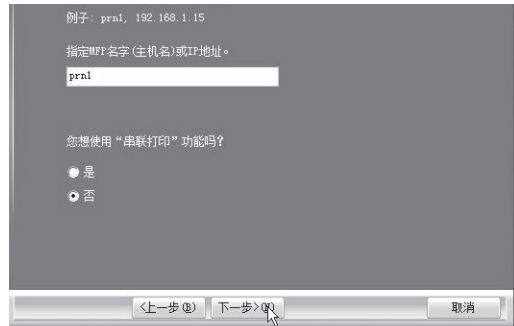 例子: prn1, 192.168.1.15
指定MFP名字(主机名)或IP地址。
prn1
您想使用“串联打印”功能吗?
是
否
<上一步(B) 下一步>(N) 取消